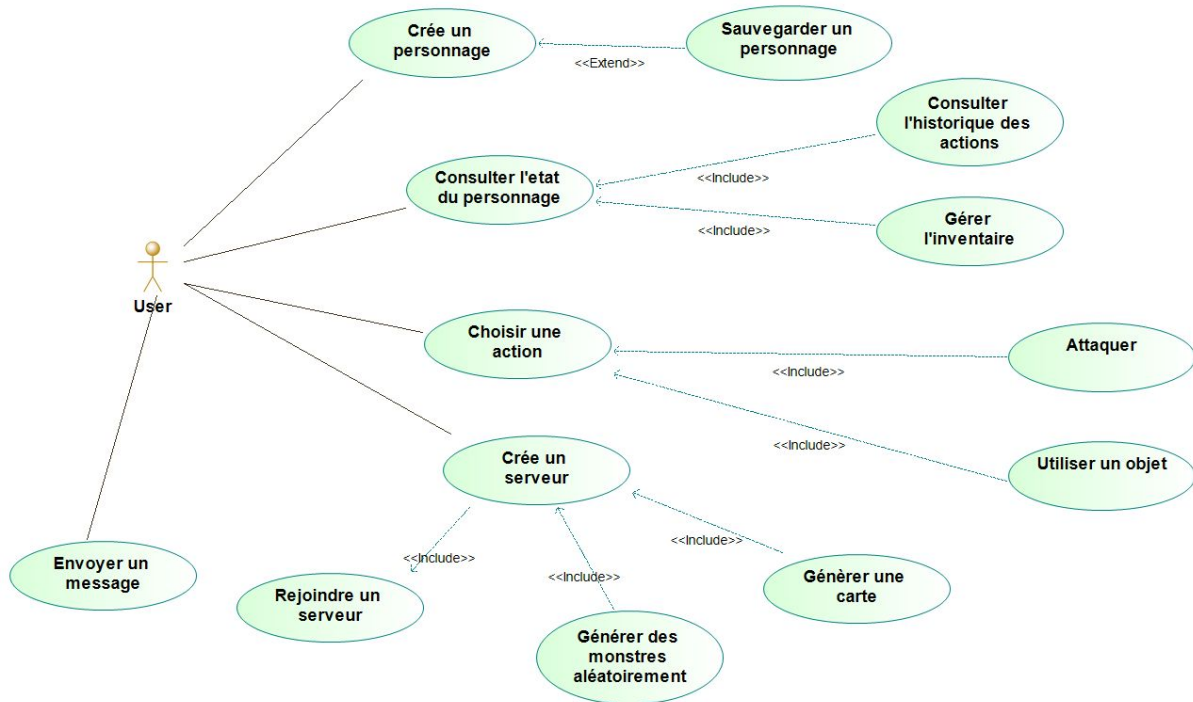 Crée un
personnage
Sauvegarder un
personnage
<<Extend>>
Consulter
l'historique des
actions
Consulter l'etat
du personnage
<<Include>>
Gérer
l'inventaire
<<Include>>
User
Choisir une
action
Attaquer
<<Include>>
<<Include>>
Utiliser un objet
Crée un
serveur
Envoyer un
message
<<Include>>
<<Include>>
<<Include>>
Rejoindre un
serveur
Génèrer une
carte
Générer des
monstres
aléatoirement